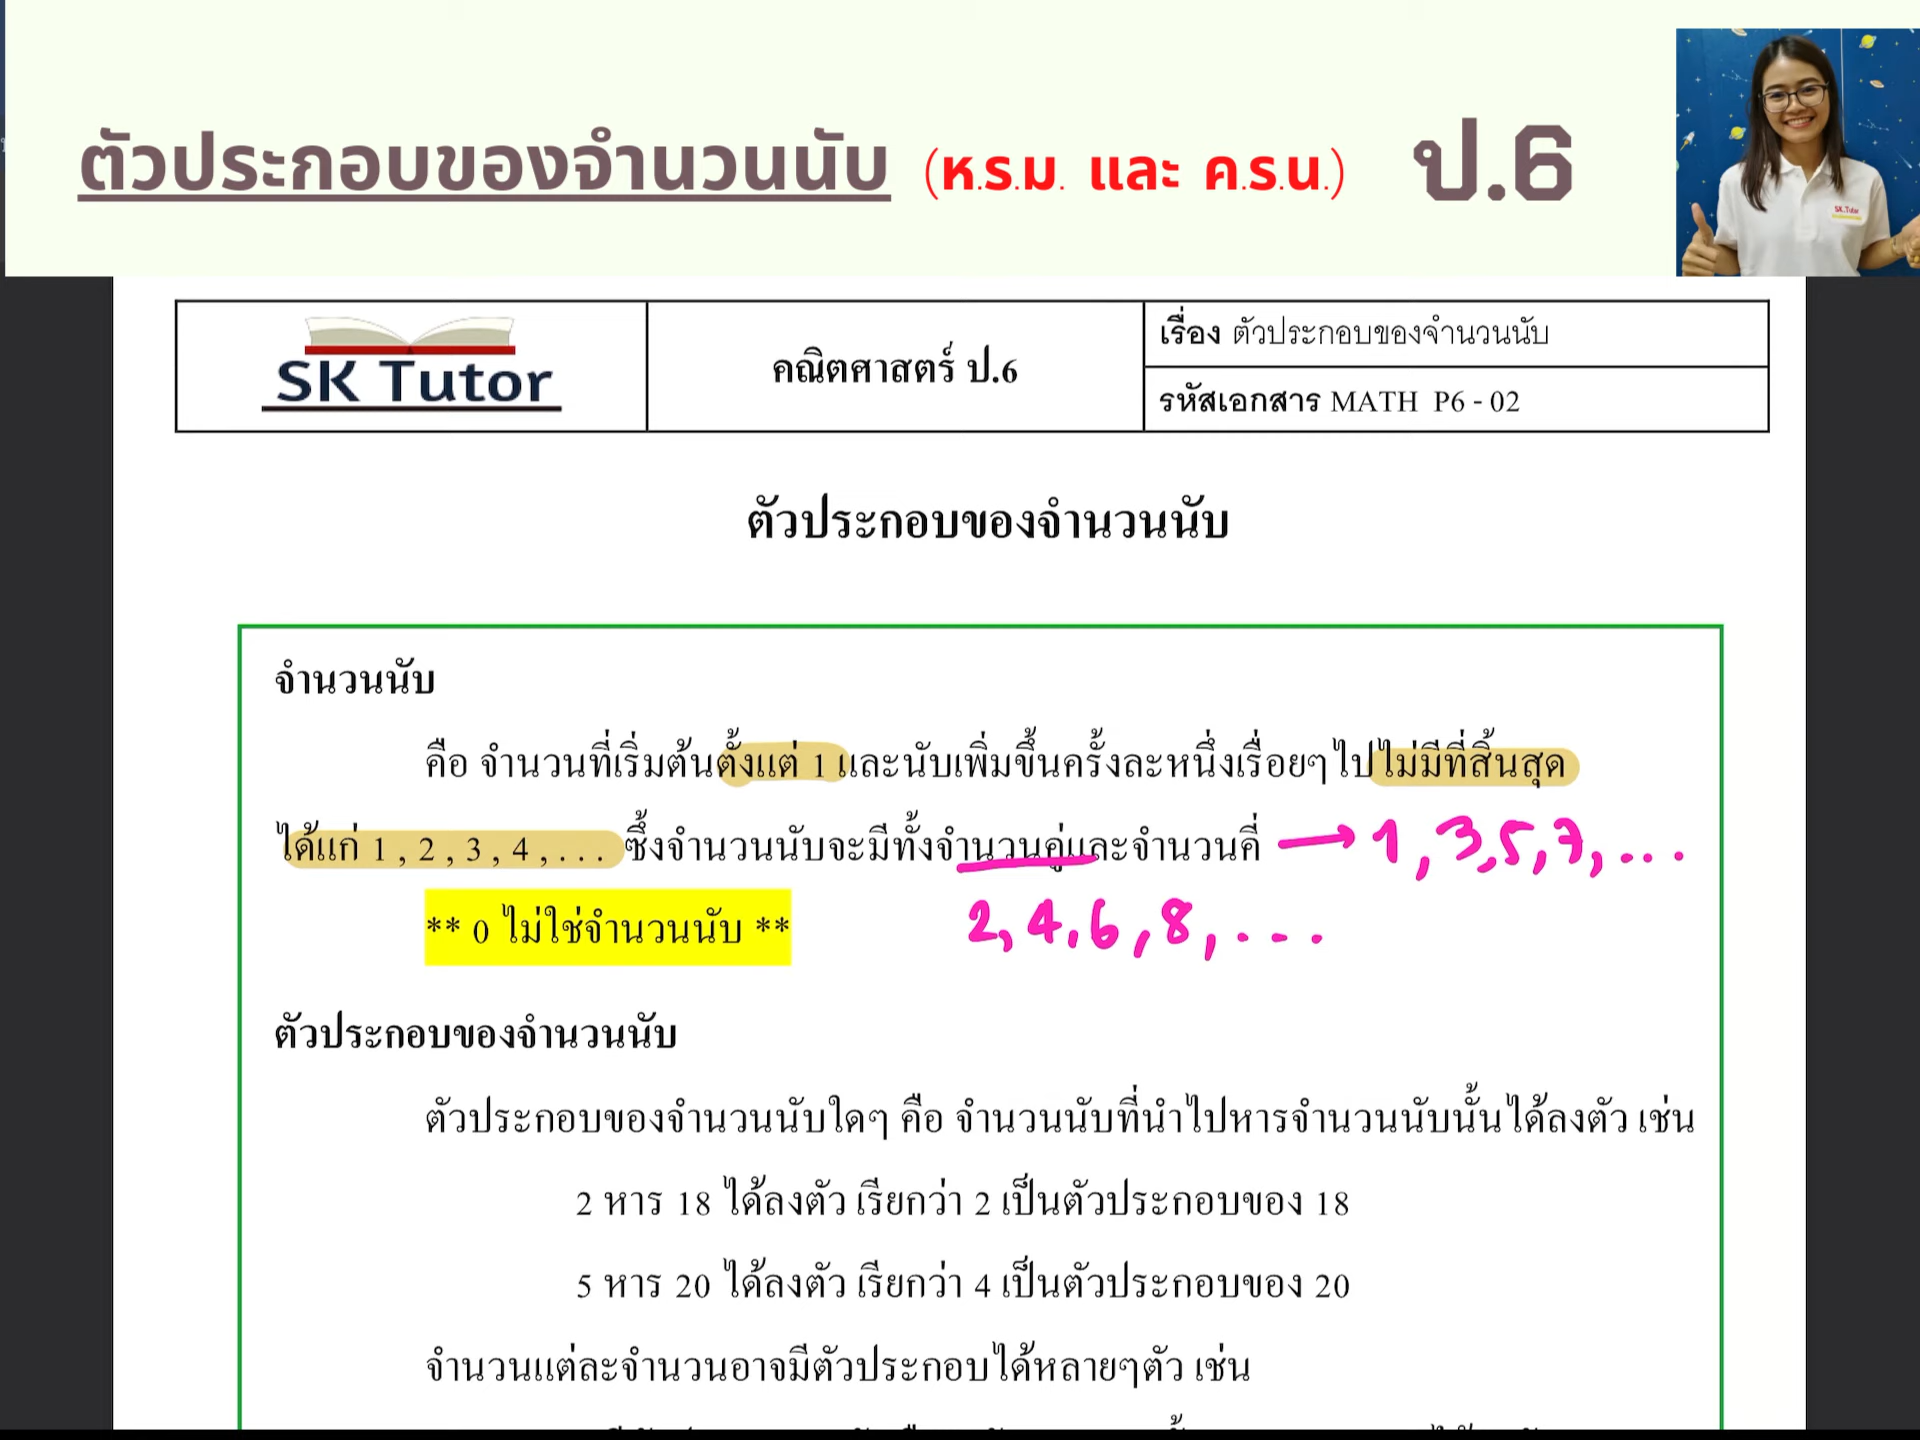 ตัวประกอบของจำนวนนับ (ห.ร.ม. และ ค.ร.น.) ป.6
SK.Tutor
SK Tutor
คณิตศาสตร์ ป.6
เรื่อง ตัวประกอบของจำนวนนับ
รหัสเอกสาร MATH P6 - 02
ตัวประกอบของจำนวนนับ
จำนวนนับ
คือ จำนวนที่เริ่มต้นตั้งแต่ 1 และนับเพิ่มขึ้นครั้งละหนึ่งเรื่อยๆ ไปไม่มีที่สิ้นสุด
ได้แก่ 1 , 2 , 3 , 4 , . . . ซึ้งจำนวนนับจะมีทั้งจำนวนคู่และจำนวนคี่ → 1, 3, 5, 7, ...
** 0 ไม่ใช่จำนวนนับ ** 2, 4, 6, 8, ...
ตัวประกอบของจำนวนนับ
ตัวประกอบของจำนวนนับใดๆ คือ จำนวนนับที่นำไปหารจำนวนนับนั้นได้ลงตัว เช่น
2 หาร 18 ได้ลงตัว เรียกว่า 2 เป็นตัวประกอบของ 18
5 หาร 20 ได้ลงตัว เรียกว่า 4 เป็นตัวประกอบของ 20
จำนวนแต่ละจำนวนอาจมีตัวประกอบได้หลายๆตัว เช่น